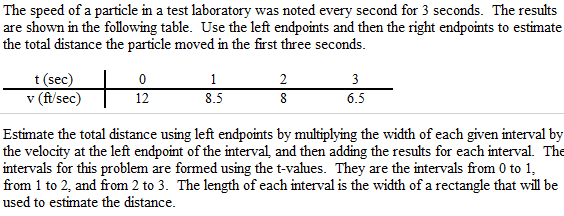 The speed of a particle in a test laboratory was noted every second for 3 seconds. The results
are shown in the following table. Use the left endpoints and then the right endpoints to estimate
the total distance the particle moved in the first three seconds.
t (sec) 0 1 2 3
v (ft/sec) 12 8.5 8 6.5
Estimate the total distance using left endpoints by multiplying the width of each given interval by
the velocity at the left endpoint of the interval, and then adding the results for each interval. The
intervals for this problem are formed using the t-values. They are the intervals from 0 to 1,
from 1 to 2, and from 2 to 3. The length of each interval is the width of a rectangle that will be
used to estimate the distance.